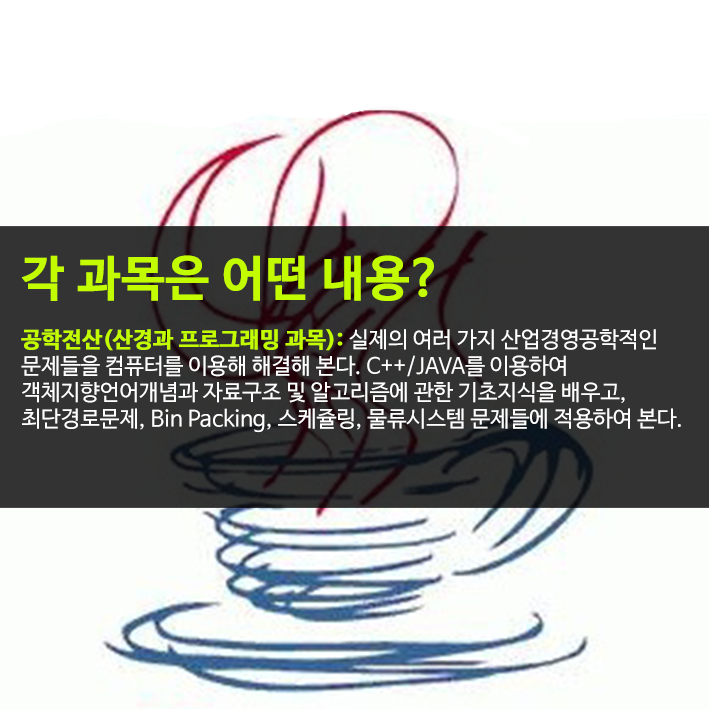 각 과목은 어떤 내용?
공학전산(산경과 프로그래밍 과목): 실제의 여러 가지 산업경영공학적인
문제들을 컴퓨터를 이용해 해결해 본다. C++/JAVA를 이용하여
객체지향언어개념과 자료구조 및 알고리즘에 관한 기초지식을 배우고,
최단경로문제, Bin Packing, 스케쥴링, 물류시스템 문제들에 적용하여 본다.